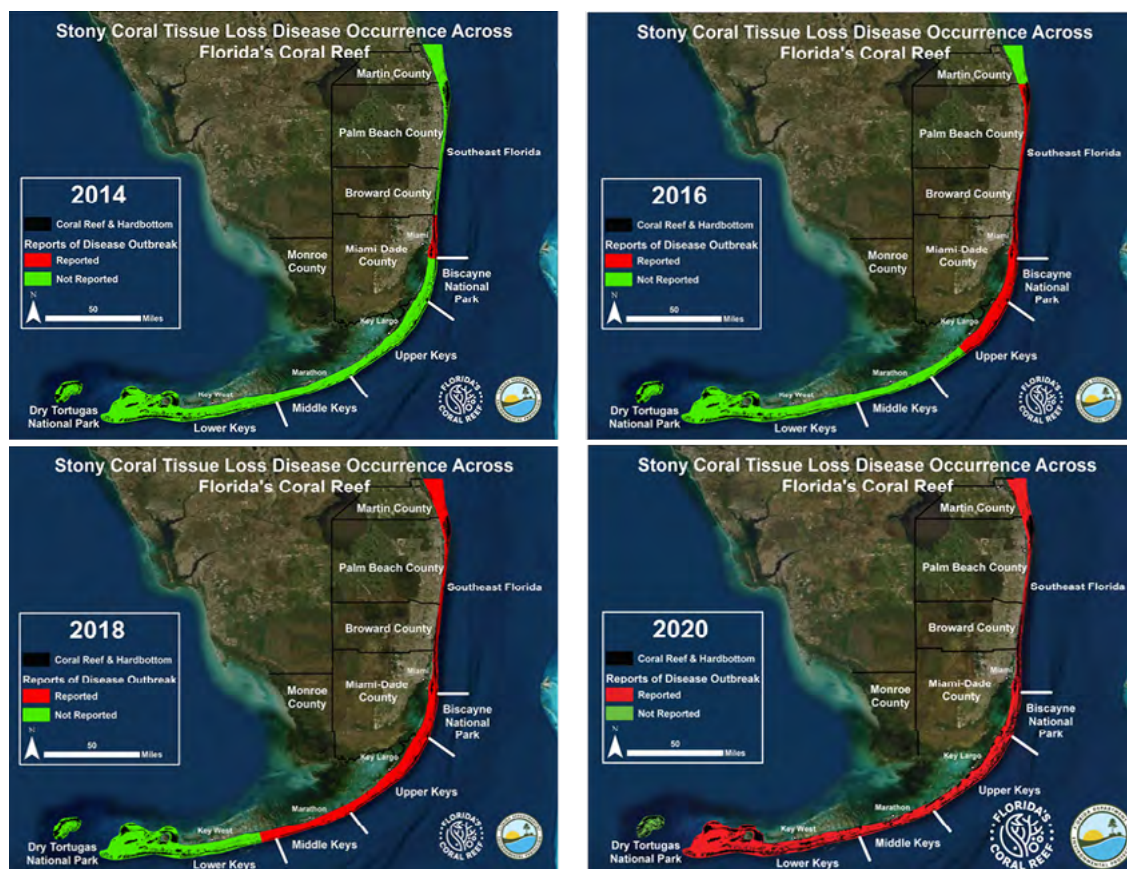 Stony Coral Tissue Loss Disease Occurrence Across
Florida's Coral Reef
Martin County
Palm Beach County
Southeast Florida
2014
Broward County
Coral Reef & Hardbottom
Reports of Disease Outbreak
Miami
Reported
Monroe
County
Miami-Dade
County
Not Reported
Biscayne
National
Park
N
50
Miles
Key Largo
Upper Keys
Marathon
Key West
Middle Keys
Dry Tortugas
National Park
Lower Keys
FLORIDA'S
CORAL REEF
Stony Coral Tissue Loss Disease Occurrence Across
Florida's Coral Reef
Martin County
Palm Beach County
Southeast Florida
2016
Broward County
Coral Reef & Hardbottom
Reports of Disease Outbreak
Miami
Reported
Monroe
County
Miami-Dade
County
Not Reported
Biscayne
National
Park
N
50
Miles
Key Largo
Upper Keys
Marathon
Key West
Middle Keys
Dry Tortugas
National Park
Lower Keys
FLORIDA'S
CORAL REEF
Stony Coral Tissue Loss Disease Occurrence Across
Florida's Coral Reef
Martin County
Palm Beach County
Southeast Florida
2018
Broward County
Coral Reef & Hardbottom
Reports of Disease Outbreak
Miami
Reported
Monroe
County
Miami-Dade
County
Not Reported
Biscayne
National
Park
N
50
Miles
Key Largo
Upper Keys
Marathon
Key West
Middle Keys
Dry Tortugas
National Park
Lower Keys
FLORIDA'S
CORAL REEF
Stony Coral Tissue Loss Disease Occurrence Across
Florida's Coral Reef
Martin County
Palm Beach County
Southeast Florida
2020
Broward County
Coral Reef & Hardbottom
Reports of Disease Outbreak
Miami
Reported
Monroe
County
Miami-Dade
County
Not Reported
Biscayne
National
Park
N
50
Miles
Key Largo
Upper Keys
Marathon
Key West
Middle Keys
Dry Tortugas
National Park
Lower Keys
FLORIDA'S
CORAL REEF
FLORIDA DEPARTMENT